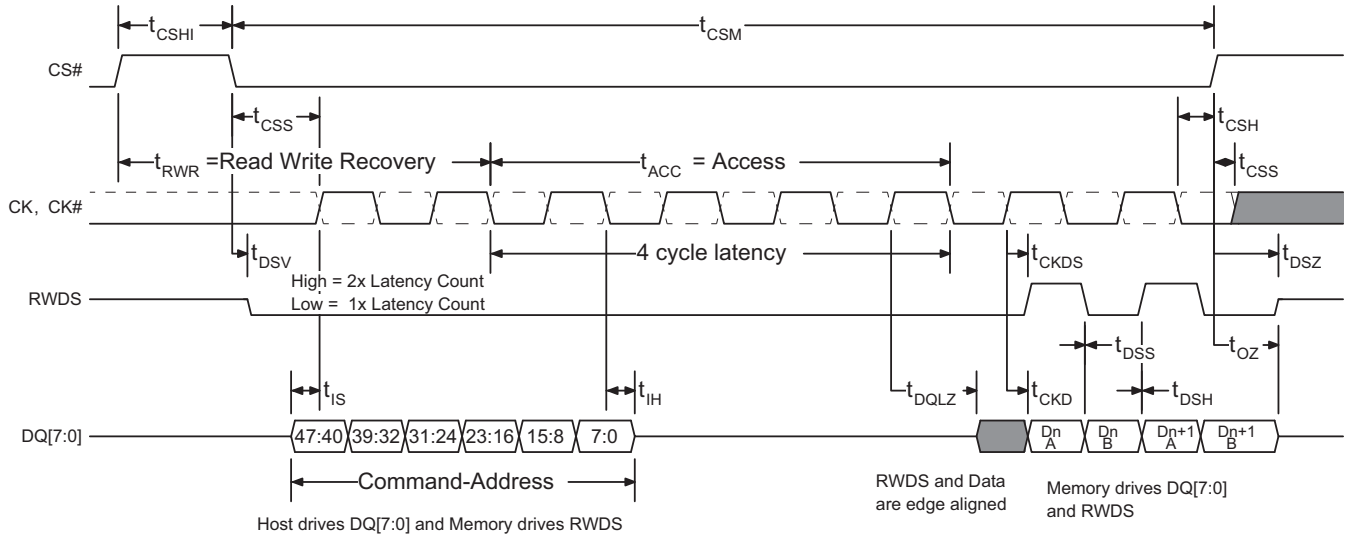 tCSHI
tCSM
CS#
tCSS
tCSH
tRWR =Read Write Recovery
tACC = Access
tCSS
CK, CK#
4 cycle latency
tDSV
tCKDS
tDSZ
High = 2x Latency Count
Low = 1x Latency Count
RWDS
tDSS
tOZ
tIS
tIH
tDQLZ
tCKD
tDSH
DQ[7:0]
47:40 39:32 31:24 23:16 15:8 7:0
Dn A
Dn B
Dn+1 A
Dn+1 B
Command-Address
RWDS and Data
are edge aligned
Memory drives DQ[7:0]
and RWDS
Host drives DQ[7:0] and Memory drives RWDS